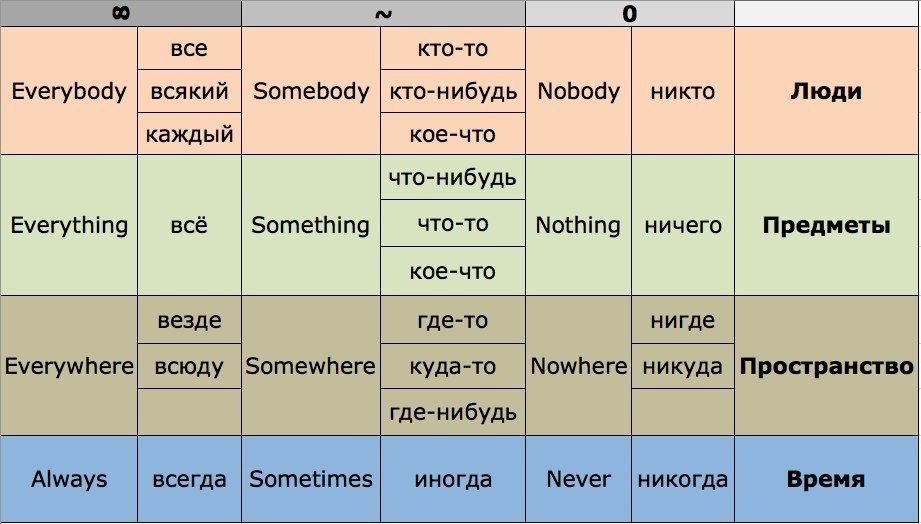 ∞ ~ 0
Everybody все Somebody кто-то Nobody никто Люди
всякий кто-нибудь
каждый кое-что
Everything всё Something что-нибудь Nothing ничего Предметы
что-то
кое-что
Everywhere везде Somewhere где-то Nowhere нигде Пространство
всюду куда-то никуда
где-нибудь
Always всегда Sometimes иногда Never никогда Время